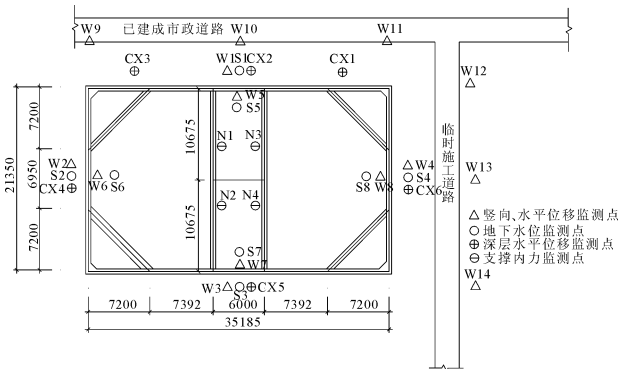 已建成市政道路
W9
W10
W11
CX3
W1
S1
CX2
CX1
W12
W5
S5
7200
10675
N1
N3
临时施工道路
21350
6950
W2
S2
CX4
W6
S6
S8
W8
W4
S4
CX6
W13
N2
N4
10675
7200
竖向、水平位移监测点
地下水位监测点
深层水平位移监测点
支撑内力监测点
S7
W7
W3
S3
CX5
W14
7200
7392
6000
7392
7200
35185